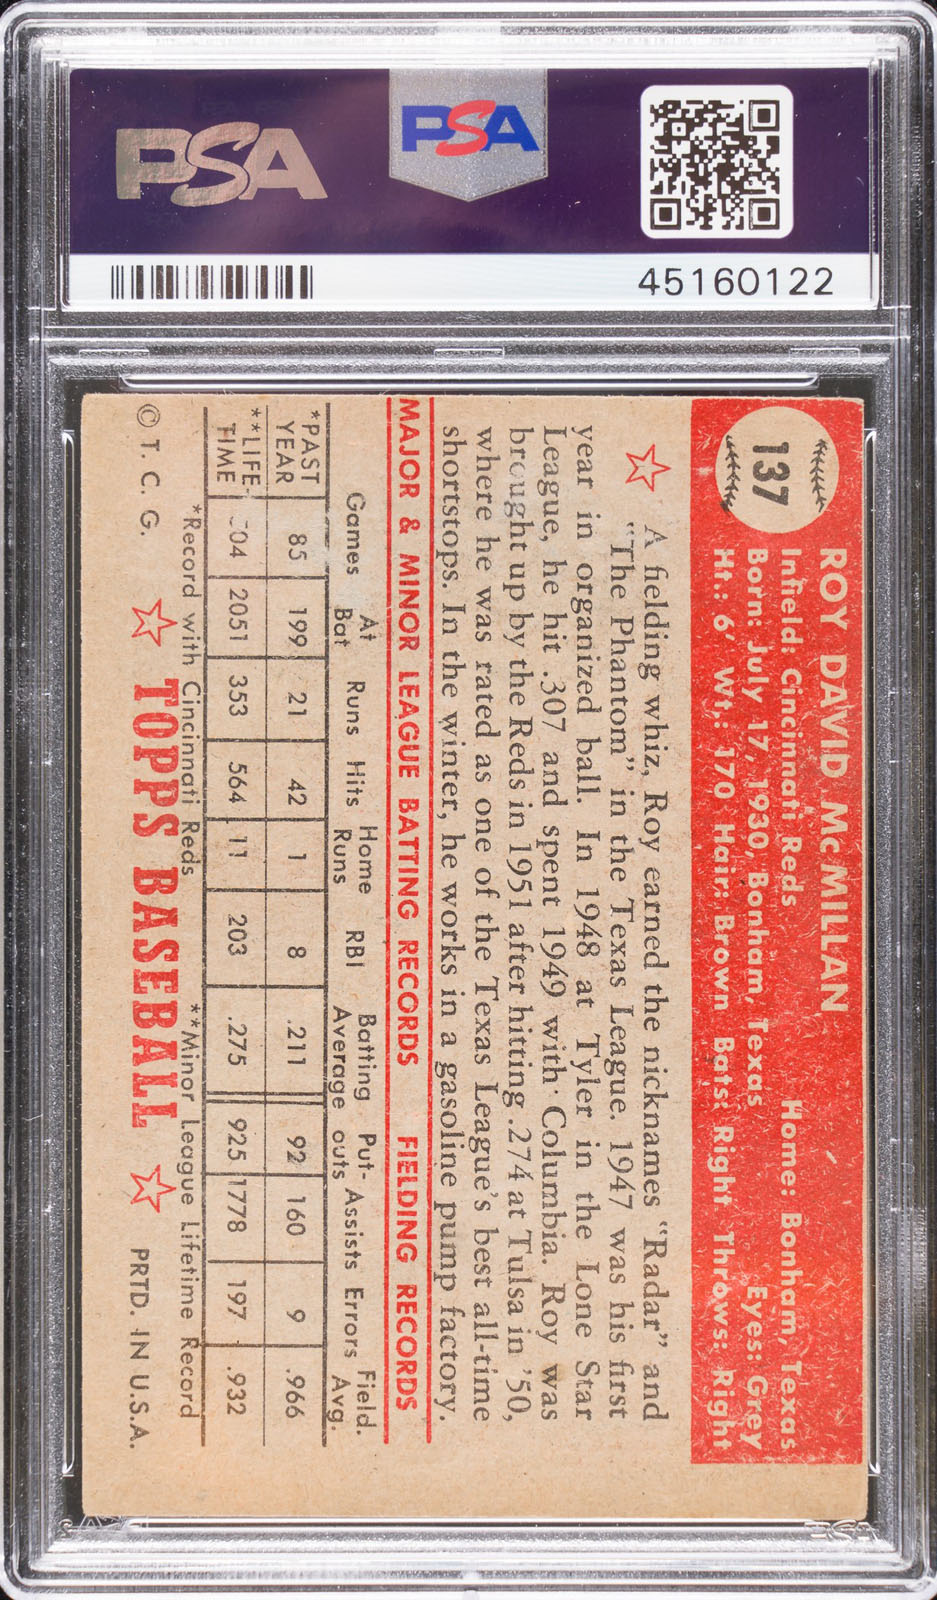 PSA
PSA
45160122
137
ROY DAVID MC MILLAN
Infield: Cincinnati Reds Home: Bonham, Texas
Born: July 17, 1930, Bonham, Texas Eyes: Grey
Ht.: 6' Wt.: 170 Hair: Brown Bats: Right Throws: Right
A fielding whiz, Roy earned the nicknames "Radar" and
"The Phantom" in the Texas League. 1947 was his first
year in organized ball. In 1948 at Tyler in the Lone Star
League, he hit .307 and spent 1949 with Columbia. Roy was
brought up by the Reds in 1951 after hitting .274 at Tulsa in '50,
where he was rated as one of the Texas League's best all-time
shortstops. In the winter, he works in a gasoline pump factory.
MAJOR & MINOR LEAGUE BATTING RECORDS FIELDING RECORDS
Games At Bat Runs Hits Home Runs RBI Batting Average Put-outs Assists Errors Field. Avg.
*PAST YEAR 85 199 21 42 1 8 .211 92 160 9 .966
**LIFE-TIME 04 2051 353 564 11 203 .275 925 1778 197 .932
*Record with Cincinnati Reds **Minor League Lifetime Record
© T. C. G. TOPPS BASEBALL PRTD. IN U.S.A.